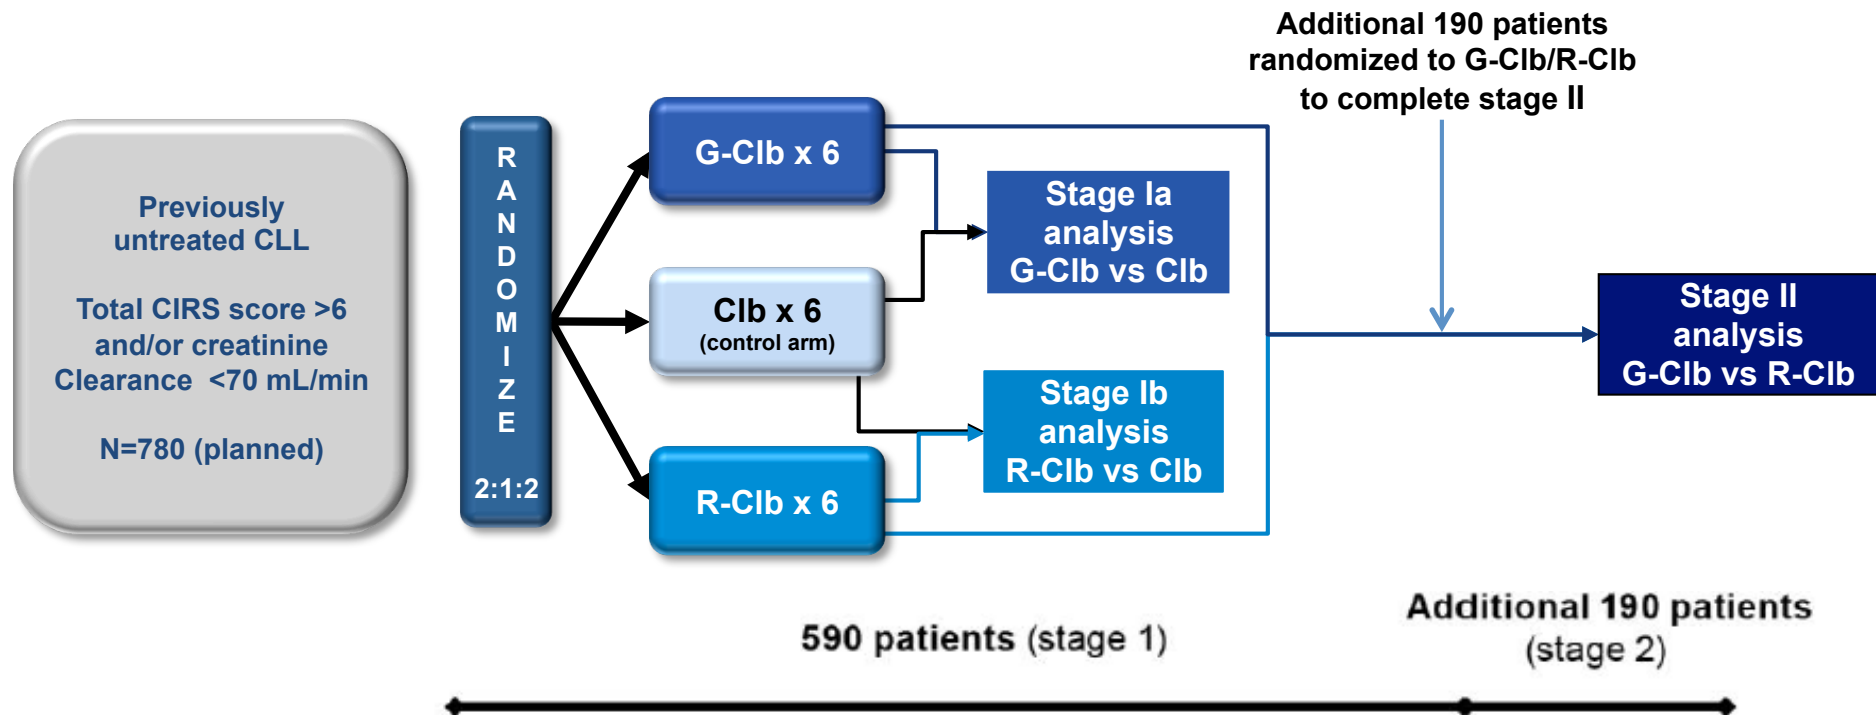 Additional 190 patients
randomized to G-Clb/R-Clb
to complete stage II
Previously
untreated CLL
Total CIRS score >6
and/or creatinine
Clearance <70 mL/min
N=780 (planned)
R
A
N
D
O
M
I
Z
E
2:1:2
G-Clb x 6
Clb x 6
(control arm)
R-Clb x 6
Stage Ia
analysis
G-Clb vs Clb
Stage Ib
analysis
R-Clb vs Clb
Stage II
analysis
G-Clb vs R-Clb
590 patients (stage 1)
Additional 190 patients
(stage 2)